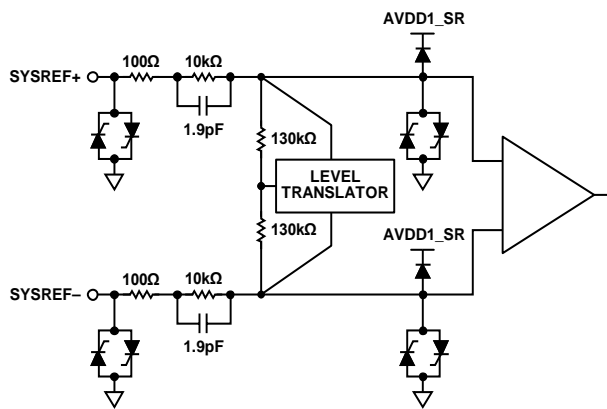 AVDD1_SR
100Ω
10kΩ
SYSREF+
1.9pF
130kΩ
LEVEL
TRANSLATOR
130kΩ
AVDD1_SR
100Ω
10kΩ
SYSREF–
1.9pF